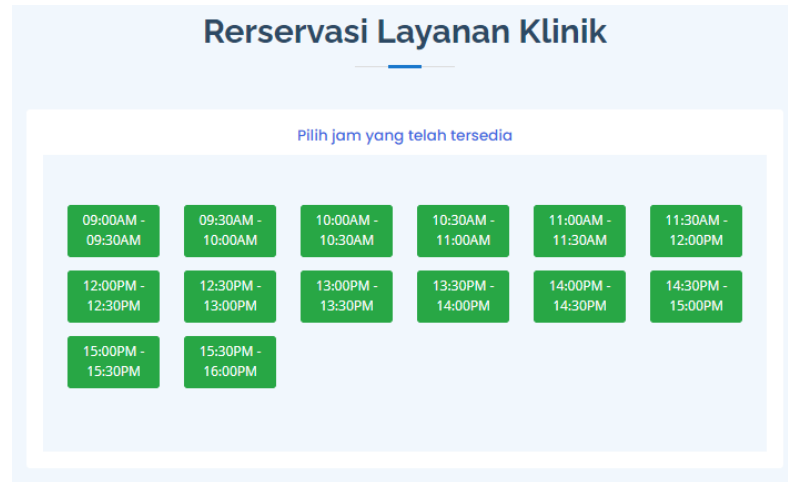 Rerservasi Layanan Klinik
Pilih jam yang telah tersedia
09:00AM -
09:30AM
09:30AM -
10:00AM
10:00AM -
10:30AM
10:30AM -
11:00AM
11:00AM -
11:30AM
11:30AM -
12:00PM
12:00PM -
12:30PM
12:30PM -
13:00PM
13:00PM -
13:30PM
13:30PM -
14:00PM
14:00PM -
14:30PM
14:30PM -
15:00PM
15:00PM -
15:30PM
15:30PM -
16:00PM